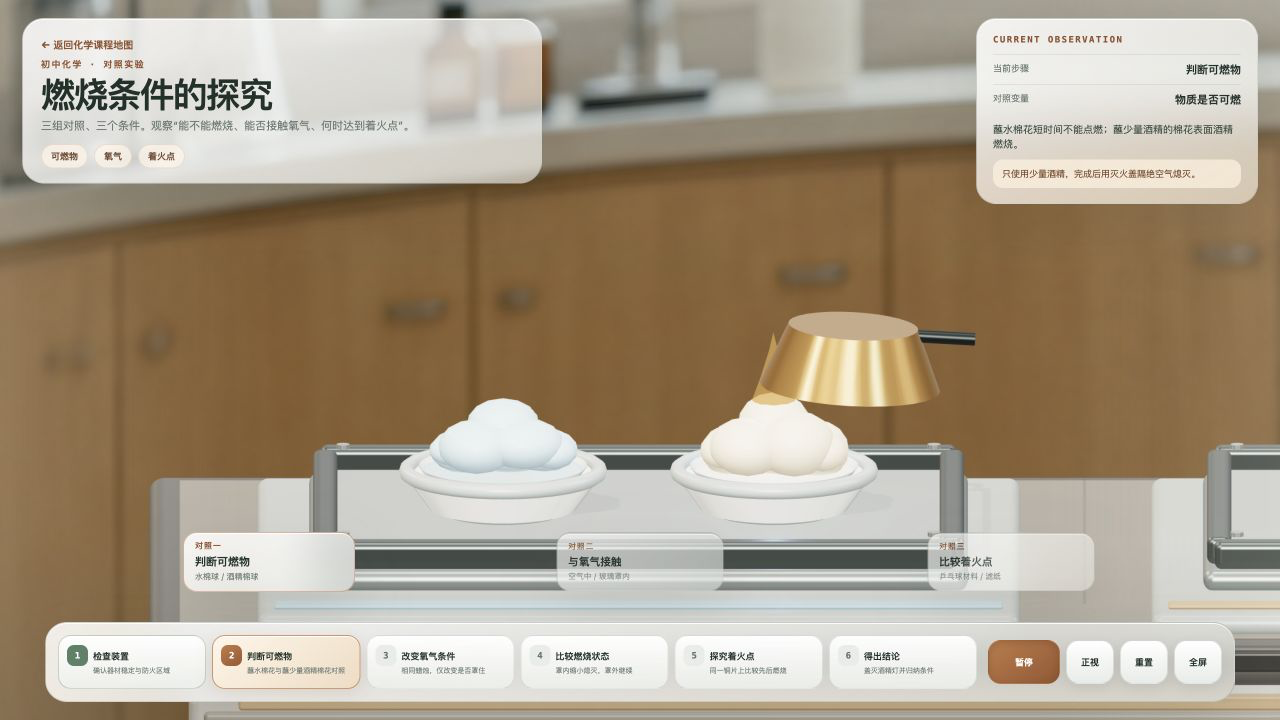 ← 返回化学课程地图
初中化学 · 对照实验
燃烧条件的探究
三组对照、三个条件。观察“能不能燃烧、能否接触氧气、何时达到着火点”。
可燃物 氧气 着火点
CURRENT OBSERVATION
当前步骤 判断可燃物
对照变量 物质是否可燃
蘸水棉花短时间不能点燃；蘸少量酒精的棉花表面酒精
燃烧。
只使用少量酒精，完成后用灭火盖隔绝空气熄灭。
对照一
判断可燃物
水棉球 / 酒精棉球
对照二
与氧气接触
空气中 / 玻璃罩内
对照三
比较着火点
乒乓球材料 / 滤纸
1 检查装置
确认器材稳定与防火区域
2 判断可燃物
蘸水棉花与蘸少量酒精棉花对照
3 改变氧气条件
相同蜡烛，仅改变是否罩住
4 比较燃烧状态
罩内缩小熄灭，罩外继续
5 探究着火点
同一铜片上比较先后燃烧
6 得出结论
盖灭酒精灯并归纳条件
暂停
正视
重置
全屏